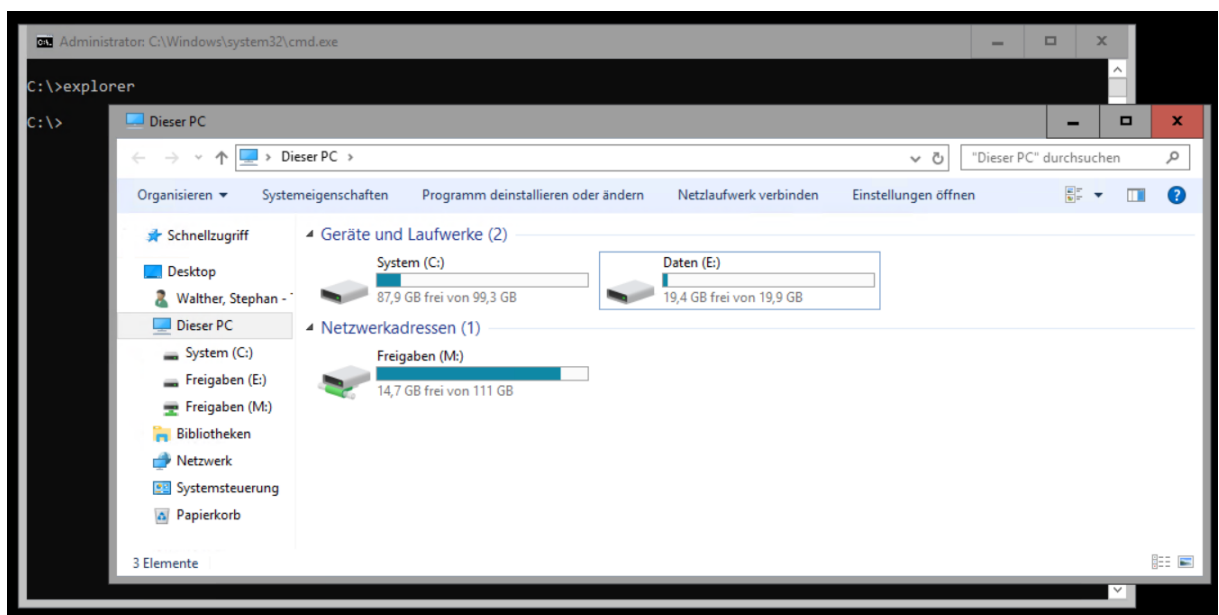 Administrator: C:\Windows\system32\cmd.exe
C:\>explorer
C:\>
Dieser PC
Dieser PC
"Dieser PC" durchsuchen
Organisieren Systemeigenschaften Programm deinstallieren oder ändern Netzlaufwerk verbinden Einstellungen öffnen
Schnellzugriff
Desktop
Walther, Stephan -
Dieser PC
System (C:)
Freigaben (E:)
Freigaben (M:)
Bibliotheken
Netzwerk
Systemsteuerung
Papierkorb
Geräte und Laufwerke (2)
System (C:)
87,9 GB frei von 99,3 GB
Daten (E:)
19,4 GB frei von 19,9 GB
Netzwerkadressen (1)
Freigaben (M:)
14,7 GB frei von 111 GB
3 Elemente